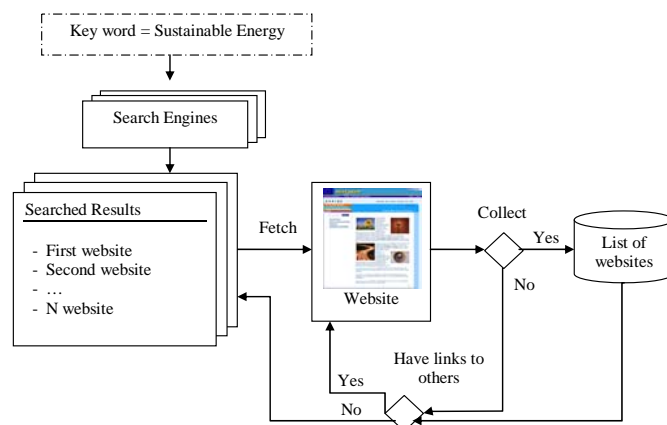 Key word = Sustainable Energy
Search Engines
Searched Results
- First website
- Second website
- ...
- N website
Fetch
Website
Collect
Yes
No
List of
websites
Have links to
others
Yes
No